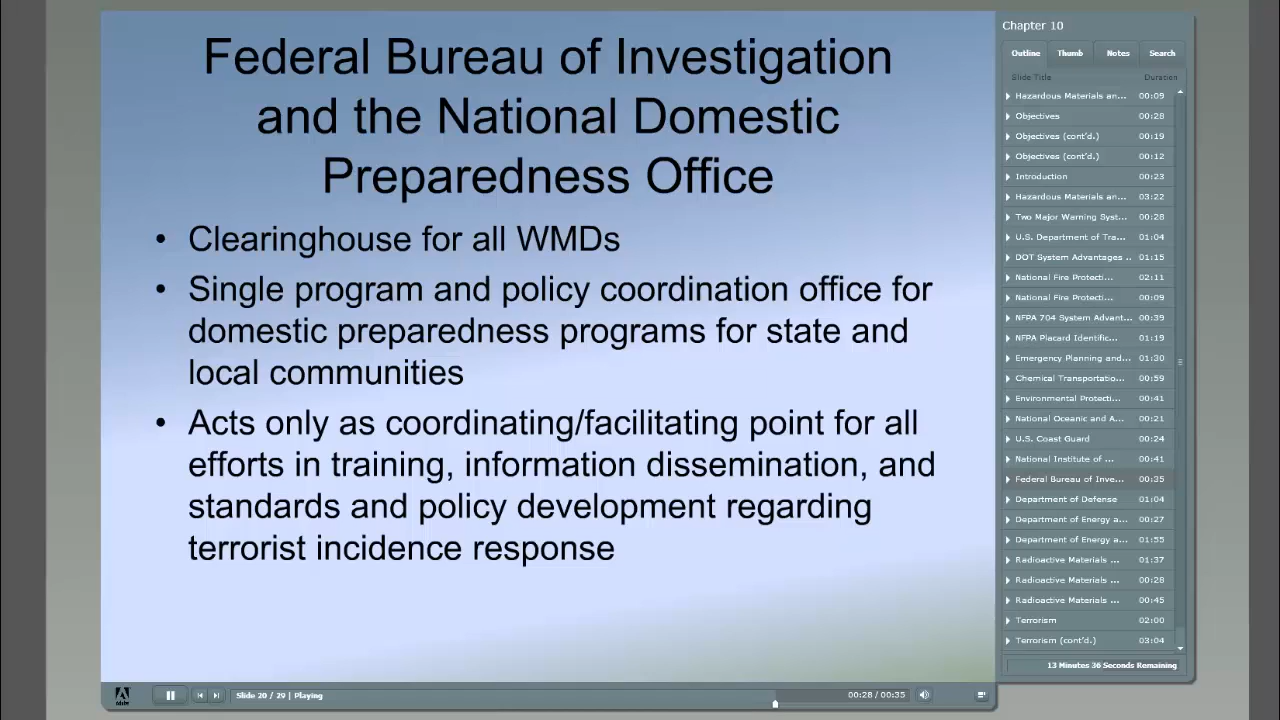 Federal Bureau of Investigation
and the National Domestic
Preparedness Office
• Clearinghouse for all WMDs
• Single program and policy coordination office for
domestic preparedness programs for state and
local communities
• Acts only as coordinating/facilitating point for all
efforts in training, information dissemination, and
standards and policy development regarding
terrorist incidence response
Chapter 10
Outline Thumb Notes Search
Slide Title Duration
Hazardous Materials an... 00:09
Objectives 00:28
Objectives (cont'd.) 00:19
Objectives (cont'd.) 00:12
Introduction 00:23
Hazardous Materials an... 03:22
Two Major Warning Syst... 00:28
U.S. Department of Tra... 01:04
DOT System Advantages .. 01:15
National Fire Protecti... 02:11
National Fire Protecti... 00:09
NFPA 704 System Advant... 00:39
NFPA Placard Identific... 01:19
Emergency Planning and... 01:30
Chemical Transportatio... 00:59
Environmental Protecti... 00:41
National Oceanic and A... 00:21
U.S. Coast Guard 00:24
National Institute of ... 00:41
Federal Bureau of Inve... 00:35
Department of Defense 01:04
Department of Energy a... 00:27
Department of Energy a... 01:55
Radioactive Materials ... 01:37
Radioactive Materials ... 00:28
Radioactive Materials ... 00:45
Terrorism 02:00
Terrorism (cont'd.) 03:04
13 Minutes 36 Seconds Remaining
Adobe
Slide 20 / 29 | Playing
00:28 / 00:35